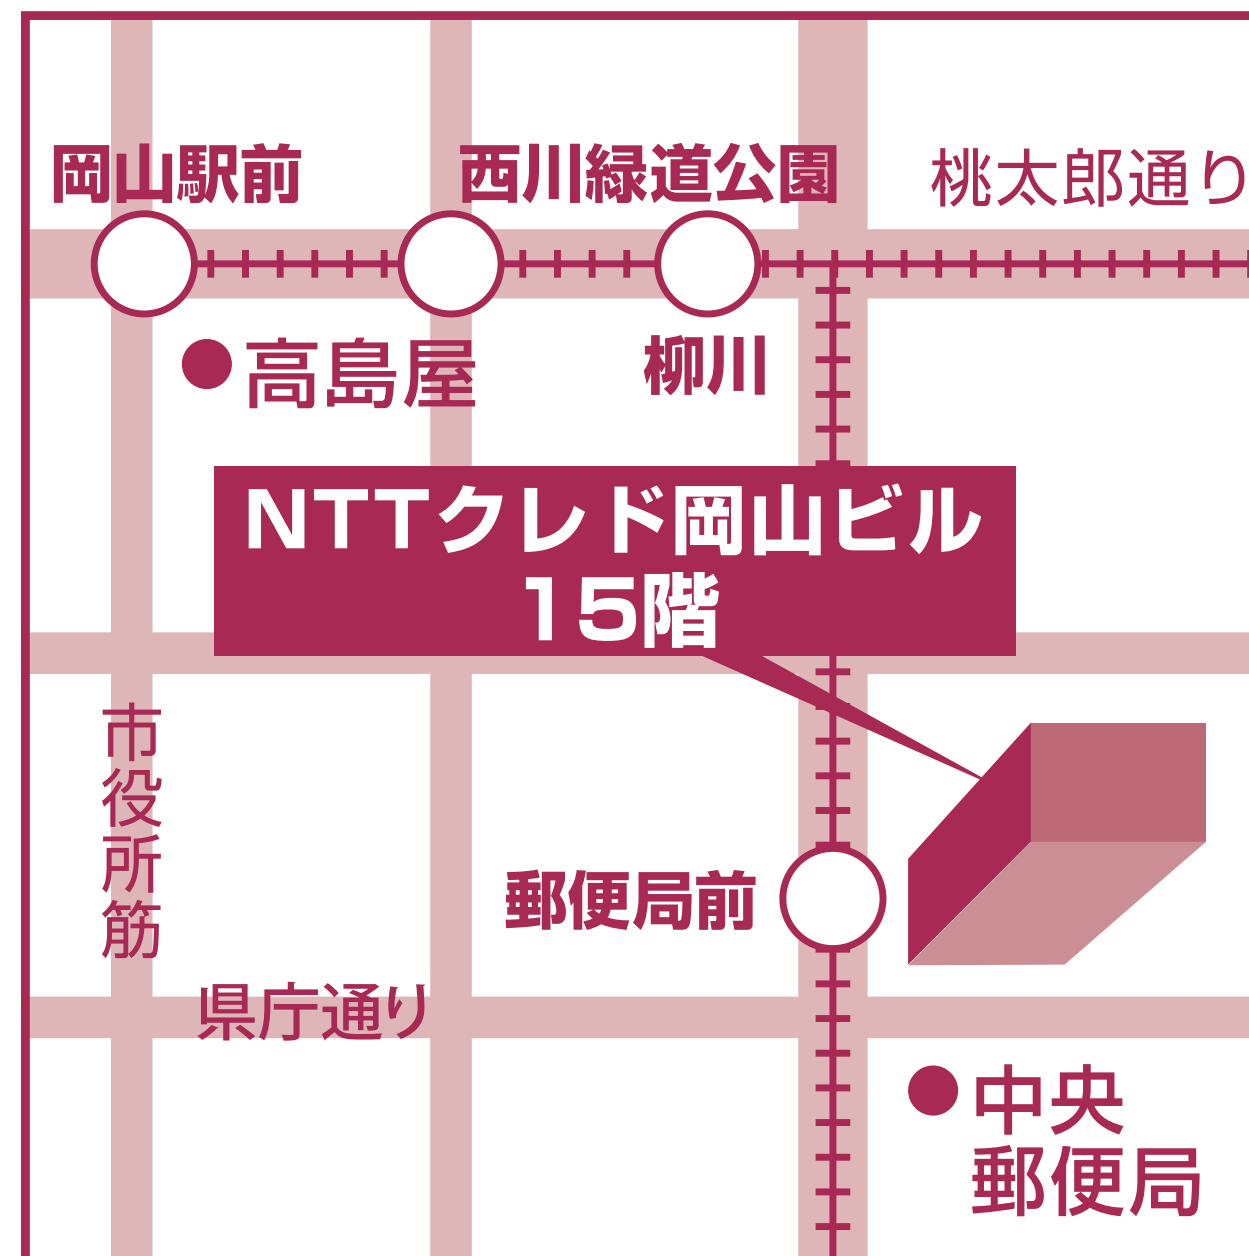 岡山駅前
西川緑道公園
桃太郎通り
高島屋
柳川
NTTクレド岡山ビル
15階
市役所筋
郵便局前
県庁通り
中央
郵便局